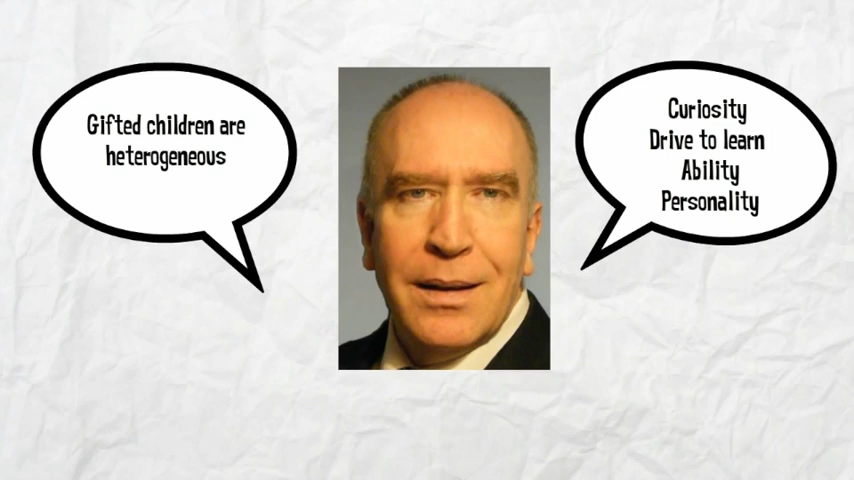 Gifted children are
heterogeneous
Curiosity
Drive to learn
Ability
Personality